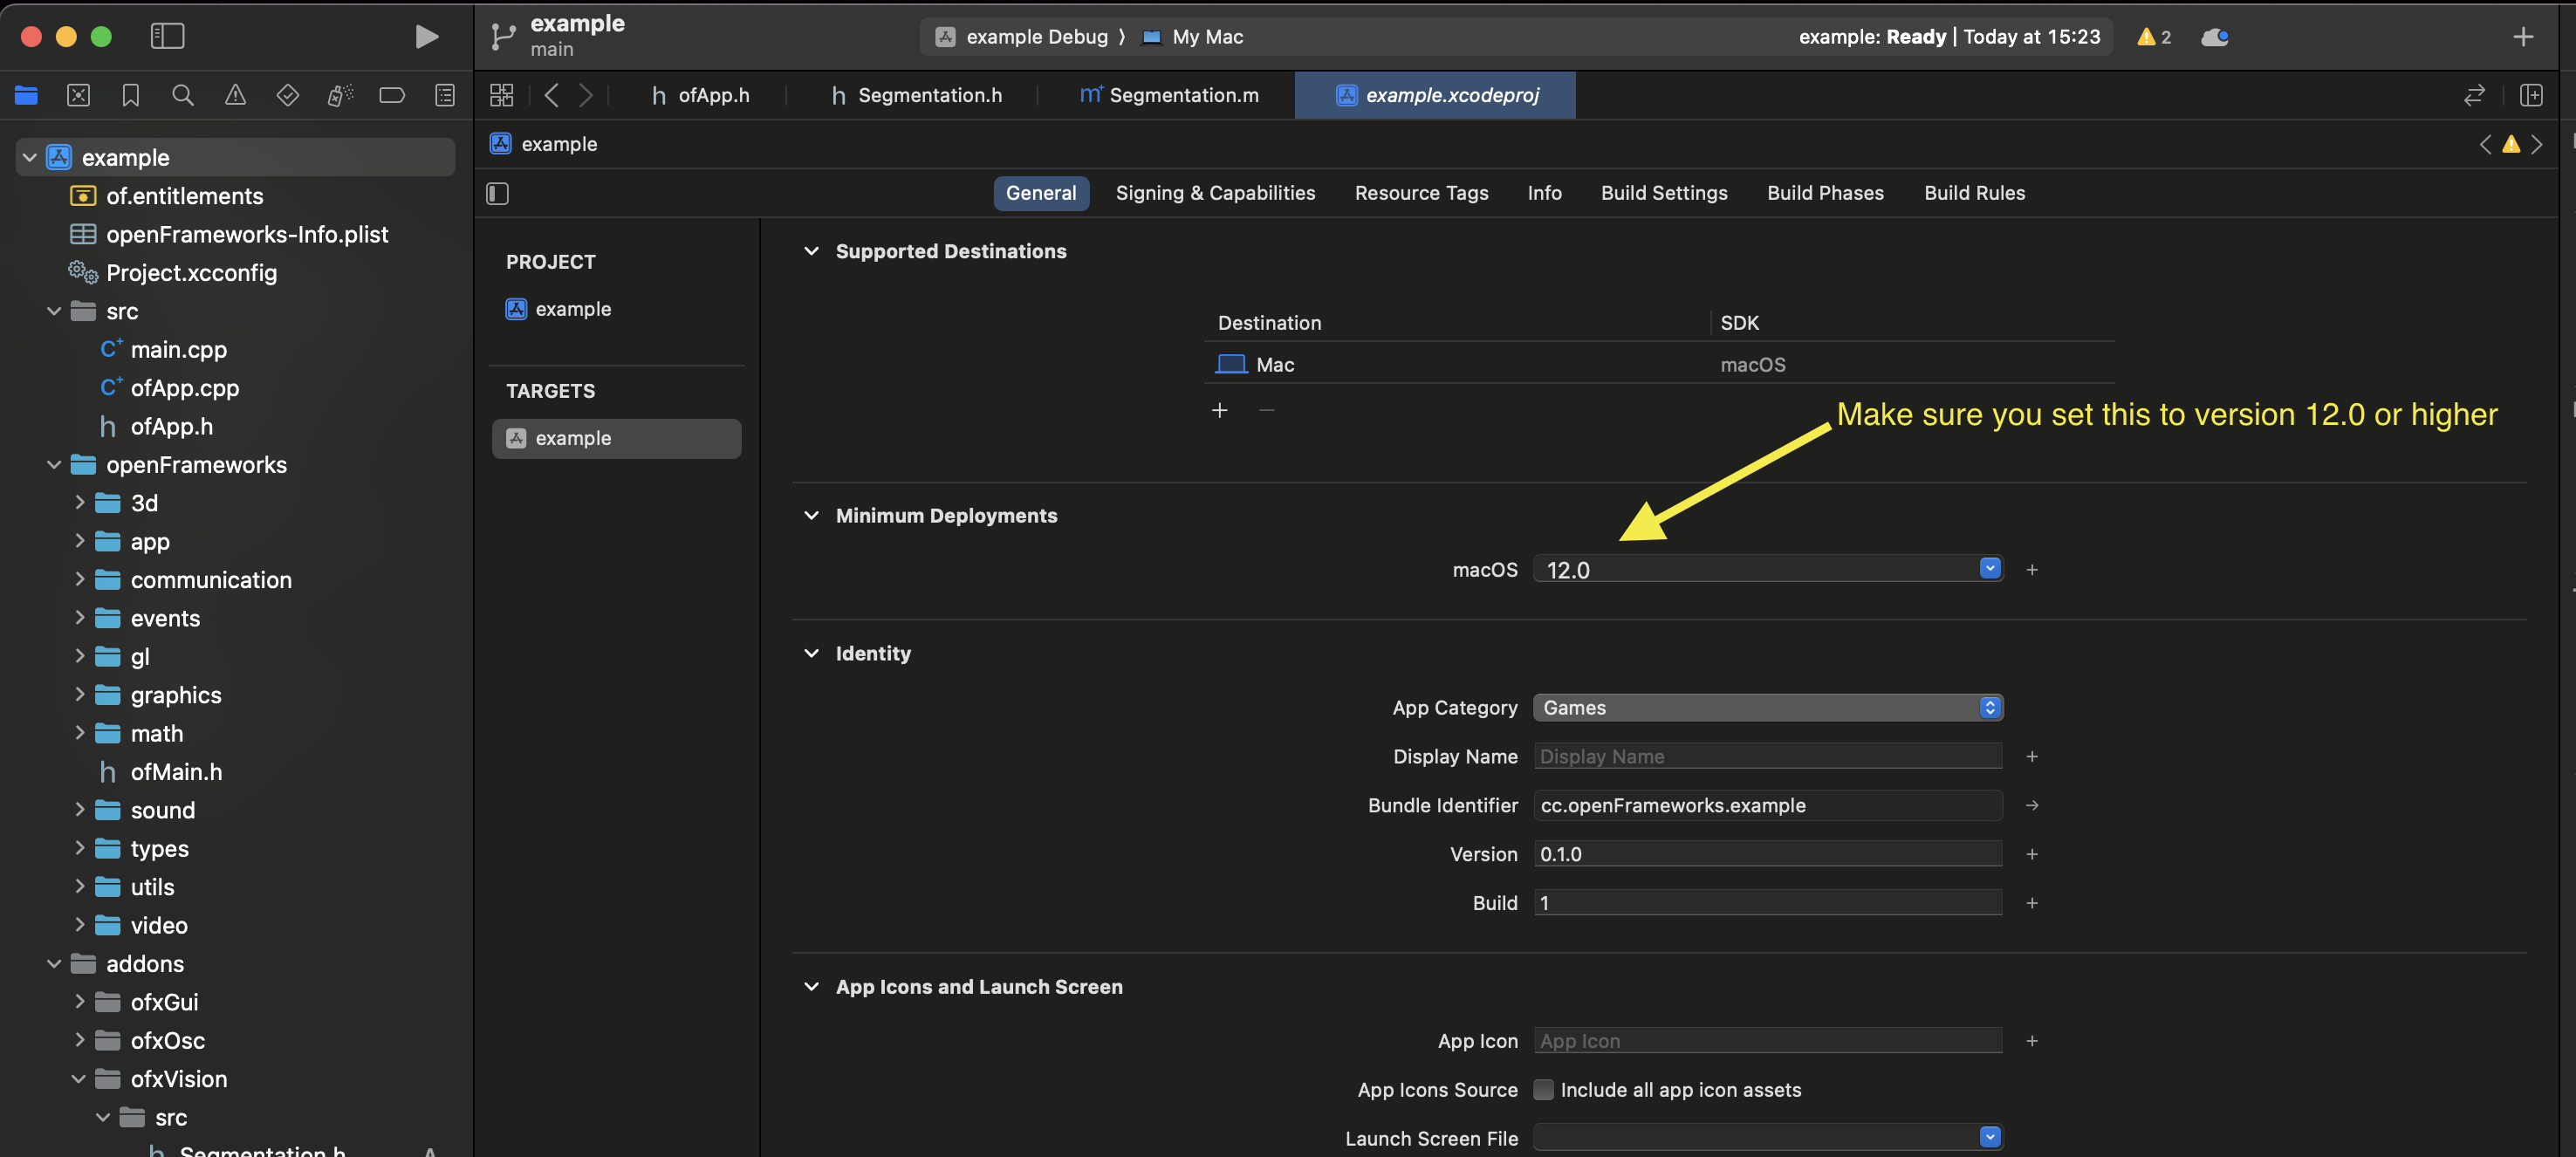 example
main
example Debug ⟩ My Mac
example: Ready | Today at 15:23
2
ofApp.h
Segmentation.h
Segmentation.m
example.xcodeproj
example
General
Signing & Capabilities
Resource Tags
Info
Build Settings
Build Phases
Build Rules
example
of.entitlements
openFrameworks-Info.plist
Project.xcconfig
src
main.cpp
ofApp.cpp
ofApp.h
openFrameworks
3d
app
communication
events
gl
graphics
math
ofMain.h
sound
types
utils
video
addons
ofxGui
ofxOsc
ofxVision
src
Segmentation.h A
PROJECT
example
TARGETS
example
Supported Destinations
Destination SDK
Mac macOS
Make sure you set this to version 12.0 or higher
Minimum Deployments
macOS 12.0
Identity
App Category Games
Display Name Display Name
Bundle Identifier cc.openFrameworks.example
Version 0.1.0
Build 1
App Icons and Launch Screen
App Icon App Icon
App Icons Source Include all app icon assets
Launch Screen File